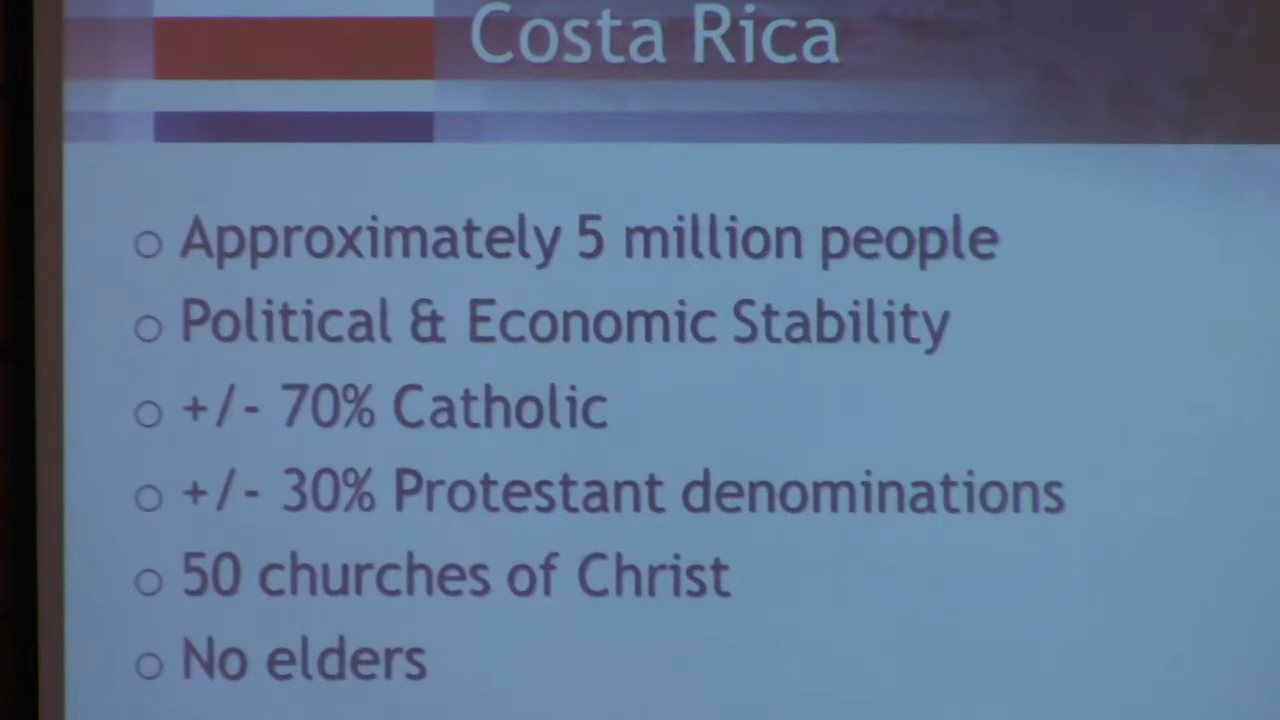 Costa Rica
○ Approximately 5 million people
○ Political & Economic Stability
○ +/- 70% Catholic
○ +/- 30% Protestant denominations
○ 50 churches of Christ
○ No elders